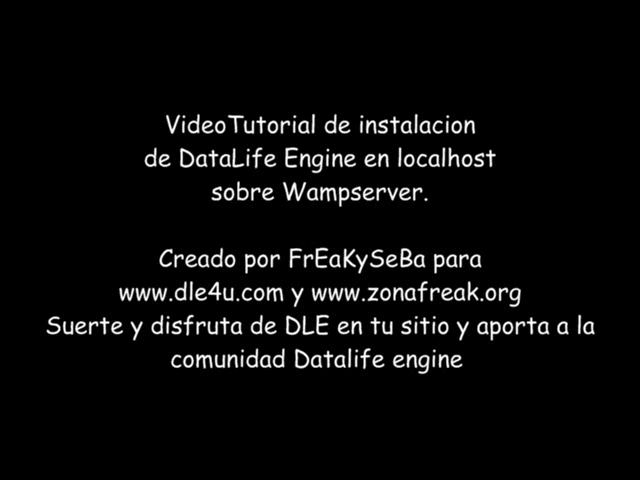 VideoTutorial de instalacion
de DataLife Engine en localhost
sobre Wampserver.
Creado por FrEaKySeBa para
www.dle4u.com y www.zonafreak.org
Suerte y disfruta de DLE en tu sitio y aporta a la
comunidad Datalife engine